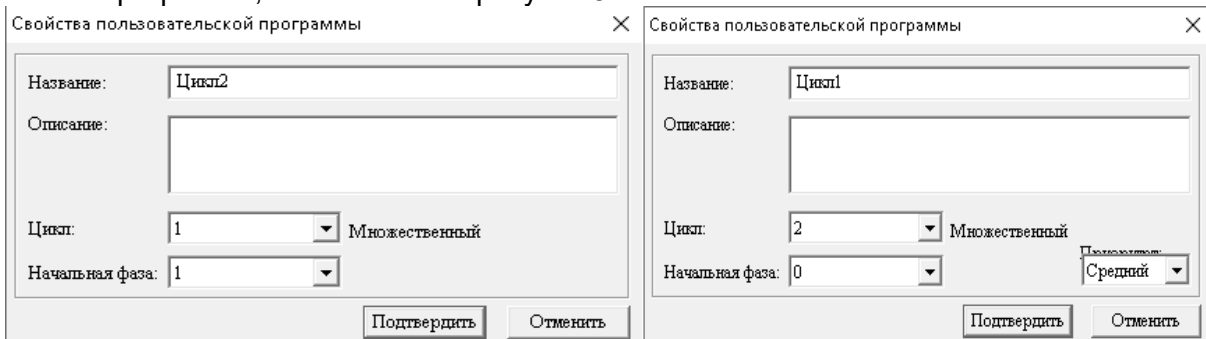 Свойства пользовательской программы
Название: Цикл2
Описание:
Цикл: 1 Множественный
Начальная фаза: 1
Подтвердить Отменить
Свойства пользовательской программы
Название: Цикл1
Описание:
Цикл: 2 Множественный
Начальная фаза: 0 Средний
Подтвердить Отменить